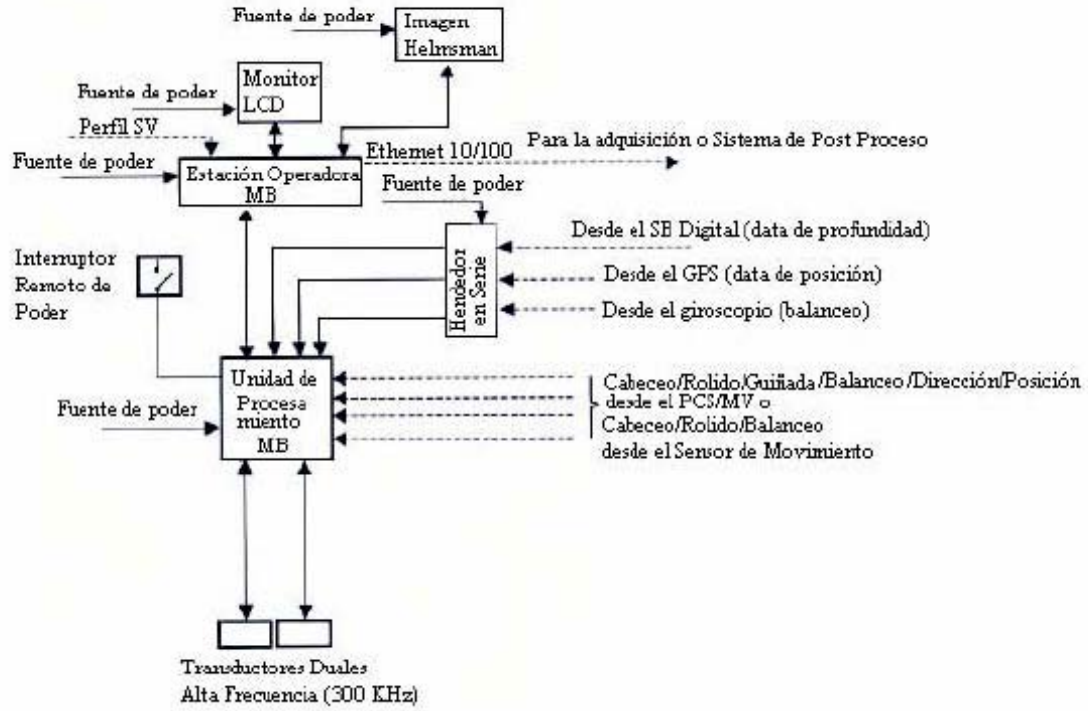 Fuente de poder
Imagen
Helmsman
Monitor
LCD
Fuente de poder
Perfil SV
Fuente de poder
Ethernet 10/100
Para la adquisición o Sistema de Post Proceso
Estación Operadora
MB
Fuente de poder
Hendedor
en Serie
Desde el SB Digital (data de profundidad)
Desde el GPS (data de posición)
Desde el giroscopio (balanceo)
Interruptor
Remoto de
Poder
Unidad de
Procesa
miento
MB
Fuente de poder
Cabeceo/Rolido/Guiñada/Balanceo/Dirección/Posición
desde el PCS/MV o
Cabeceo/Rolido/Balanceo
desde el Sensor de Movimiento
Transductores Duales
Alta Frecuencia (300 KHz)